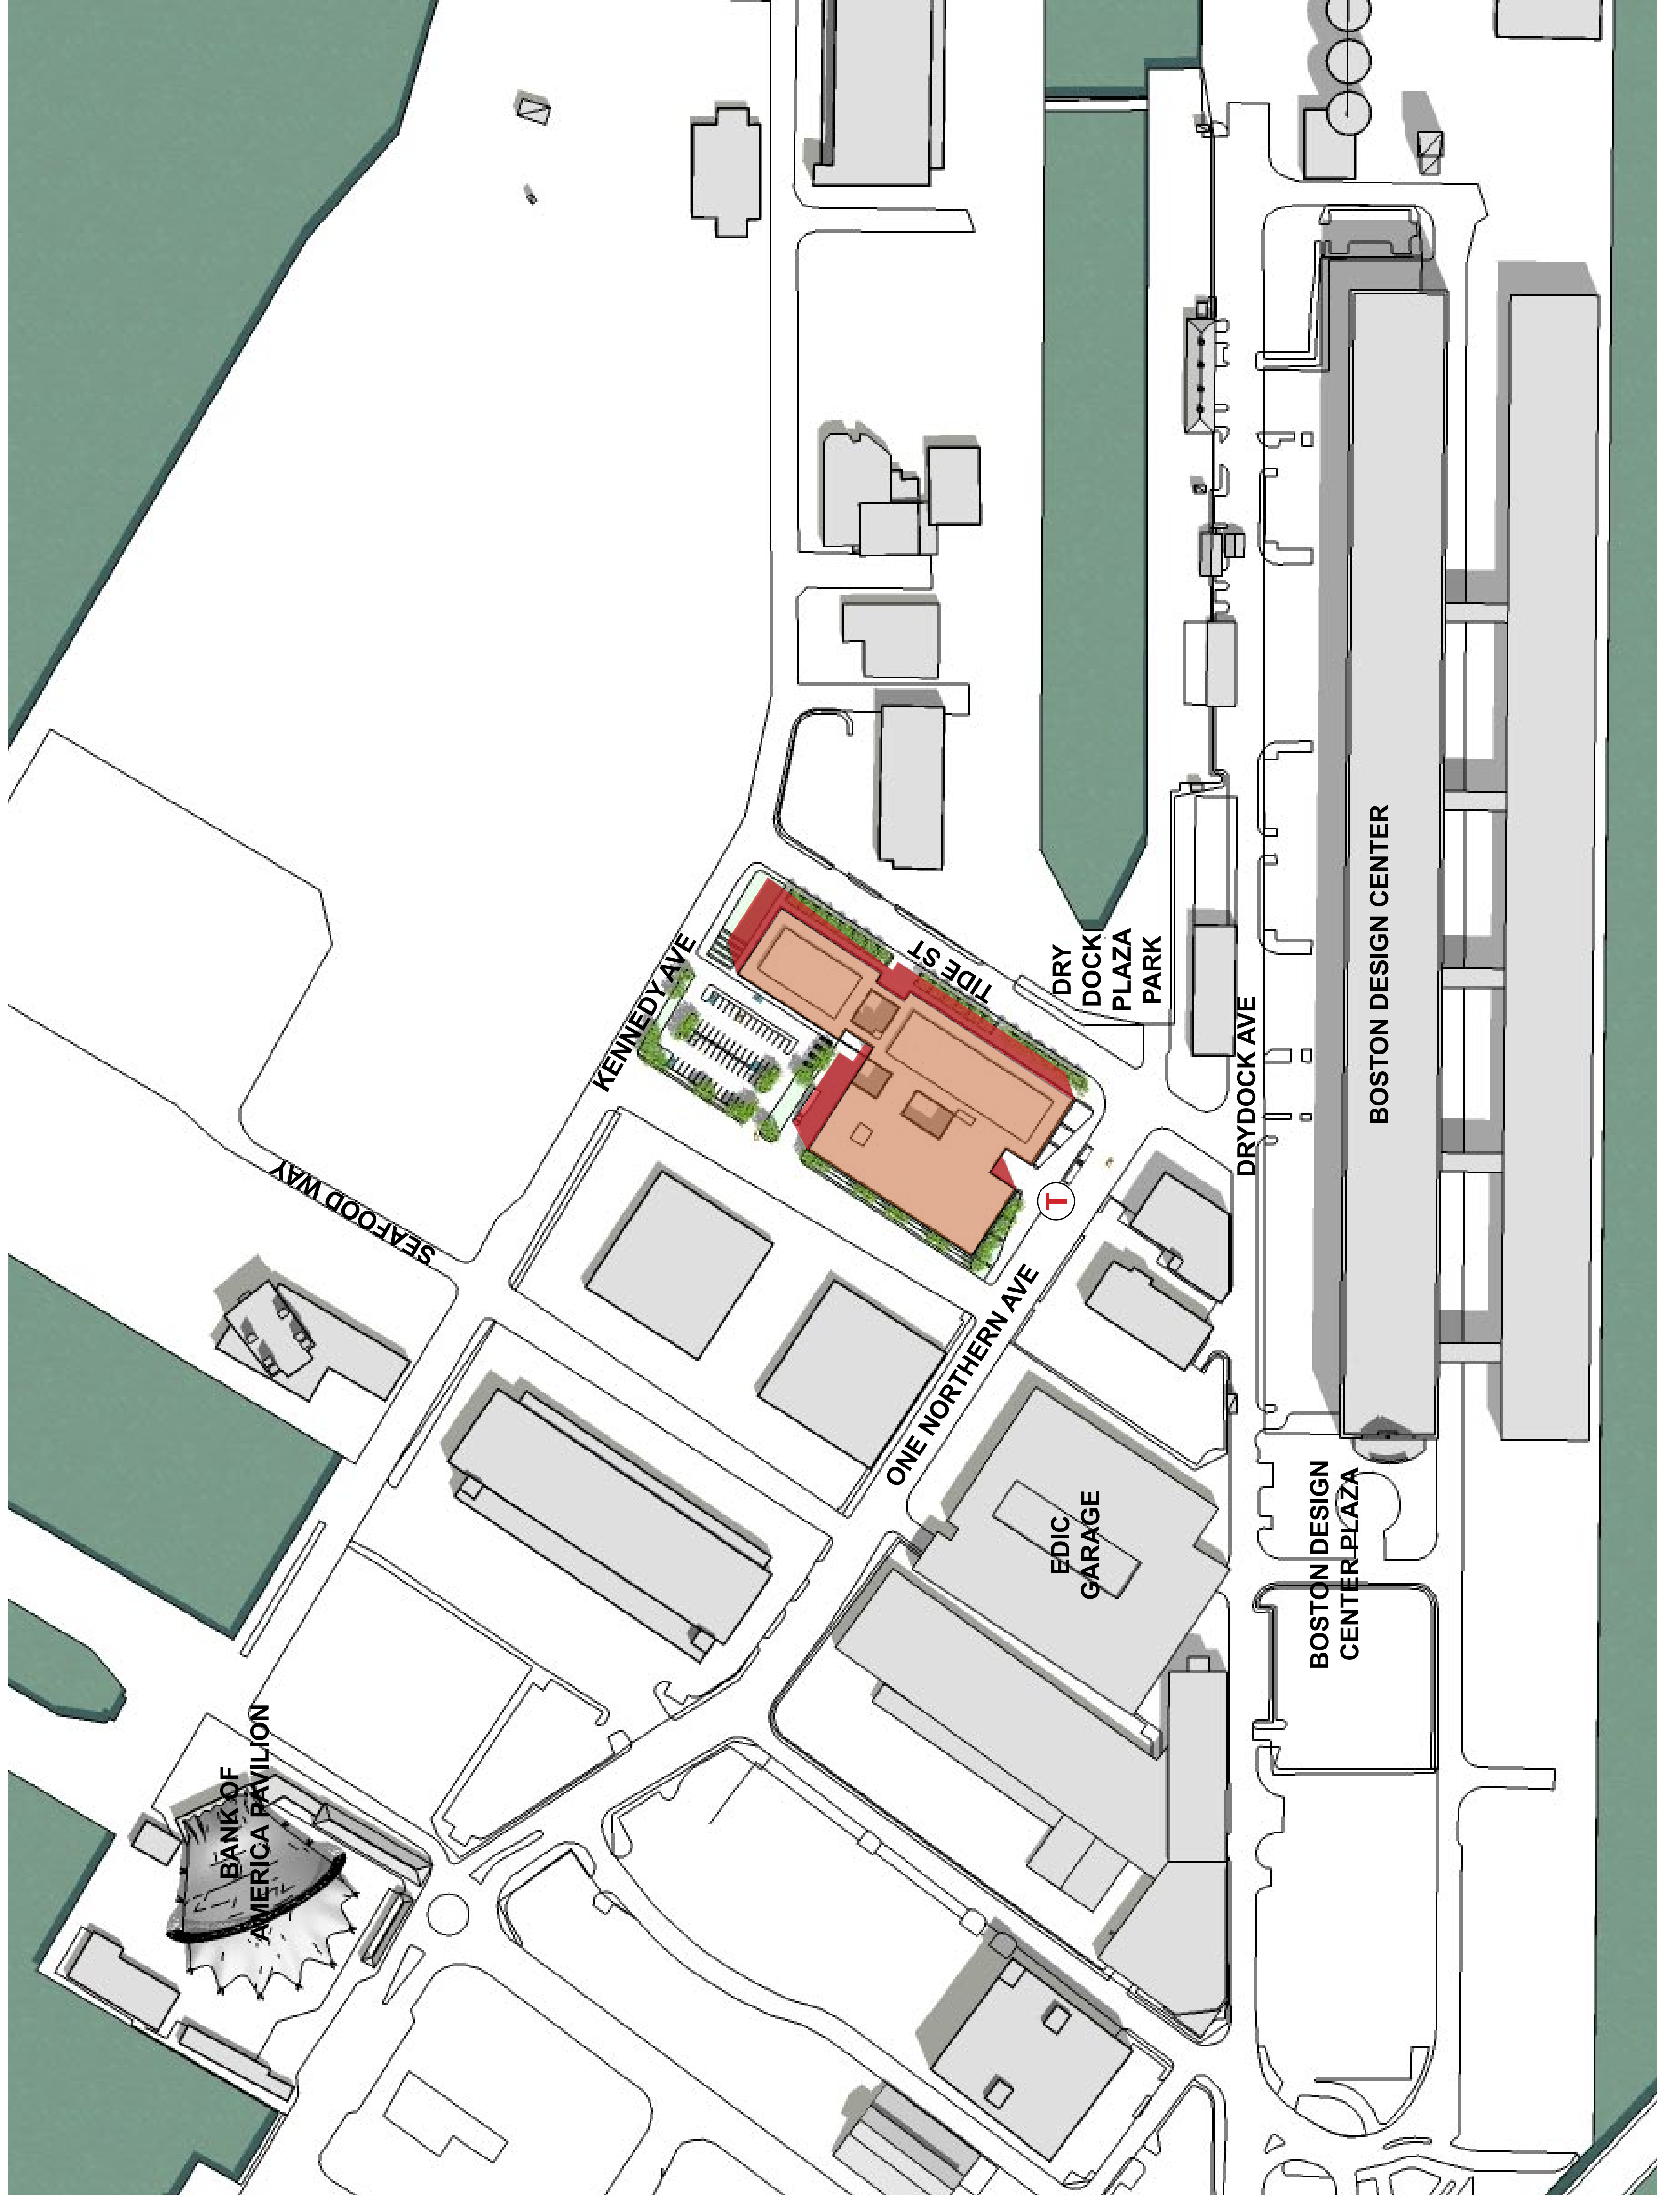 SEAFOOD WAY
KENNEDY AVE
TIDE ST
DRY
DOCK
PLAZA
PARK
DRYDOCK AVE
BOSTON DESIGN CENTER
T
ONE NORTHERN AVE
EDIC
GARAGE
BOSTON DESIGN
CENTER PLAZA
BANK OF
AMERICA PAVILION